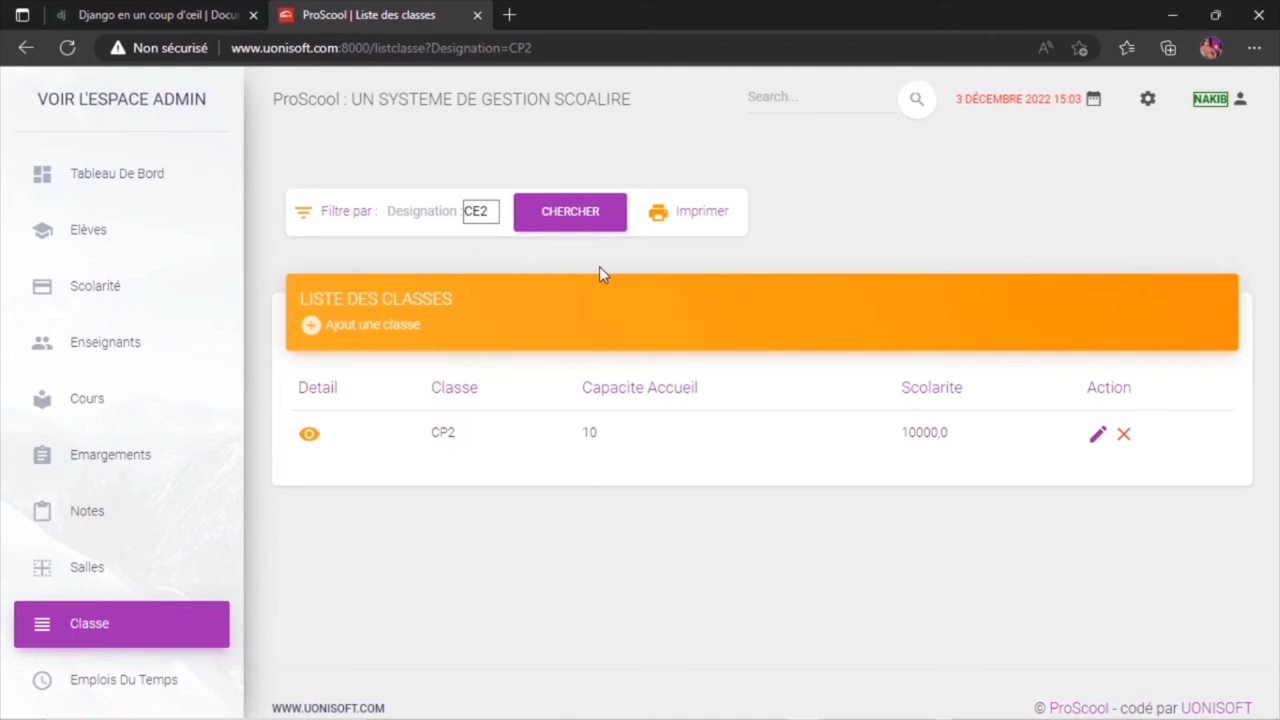 Django en un coup d'œil | Docu
ProScool | Liste des classes
Non sécurisé
www.uonisoft.com:8000/listclasse?Designation=CP2
VOIR L'ESPACE ADMIN
ProScool : UN SYSTEME DE GESTION SCOALIRE
Search...
3 DÉCEMBRE 2022 15:03
NAKIB
Tableau De Bord
Elèves
Scolarité
Enseignants
Cours
Emargements
Notes
Salles
Classe
Emplois Du Temps
Filtre par : Designation : CE2 CHERCHER Imprimer
LISTE DES CLASSES
Ajout une classe
Detail Classe Capacite Accueil Scolarite Action
CP2 10 10000,0
WWW.UONISOFT.COM
© ProScool - codé par UONISOFT